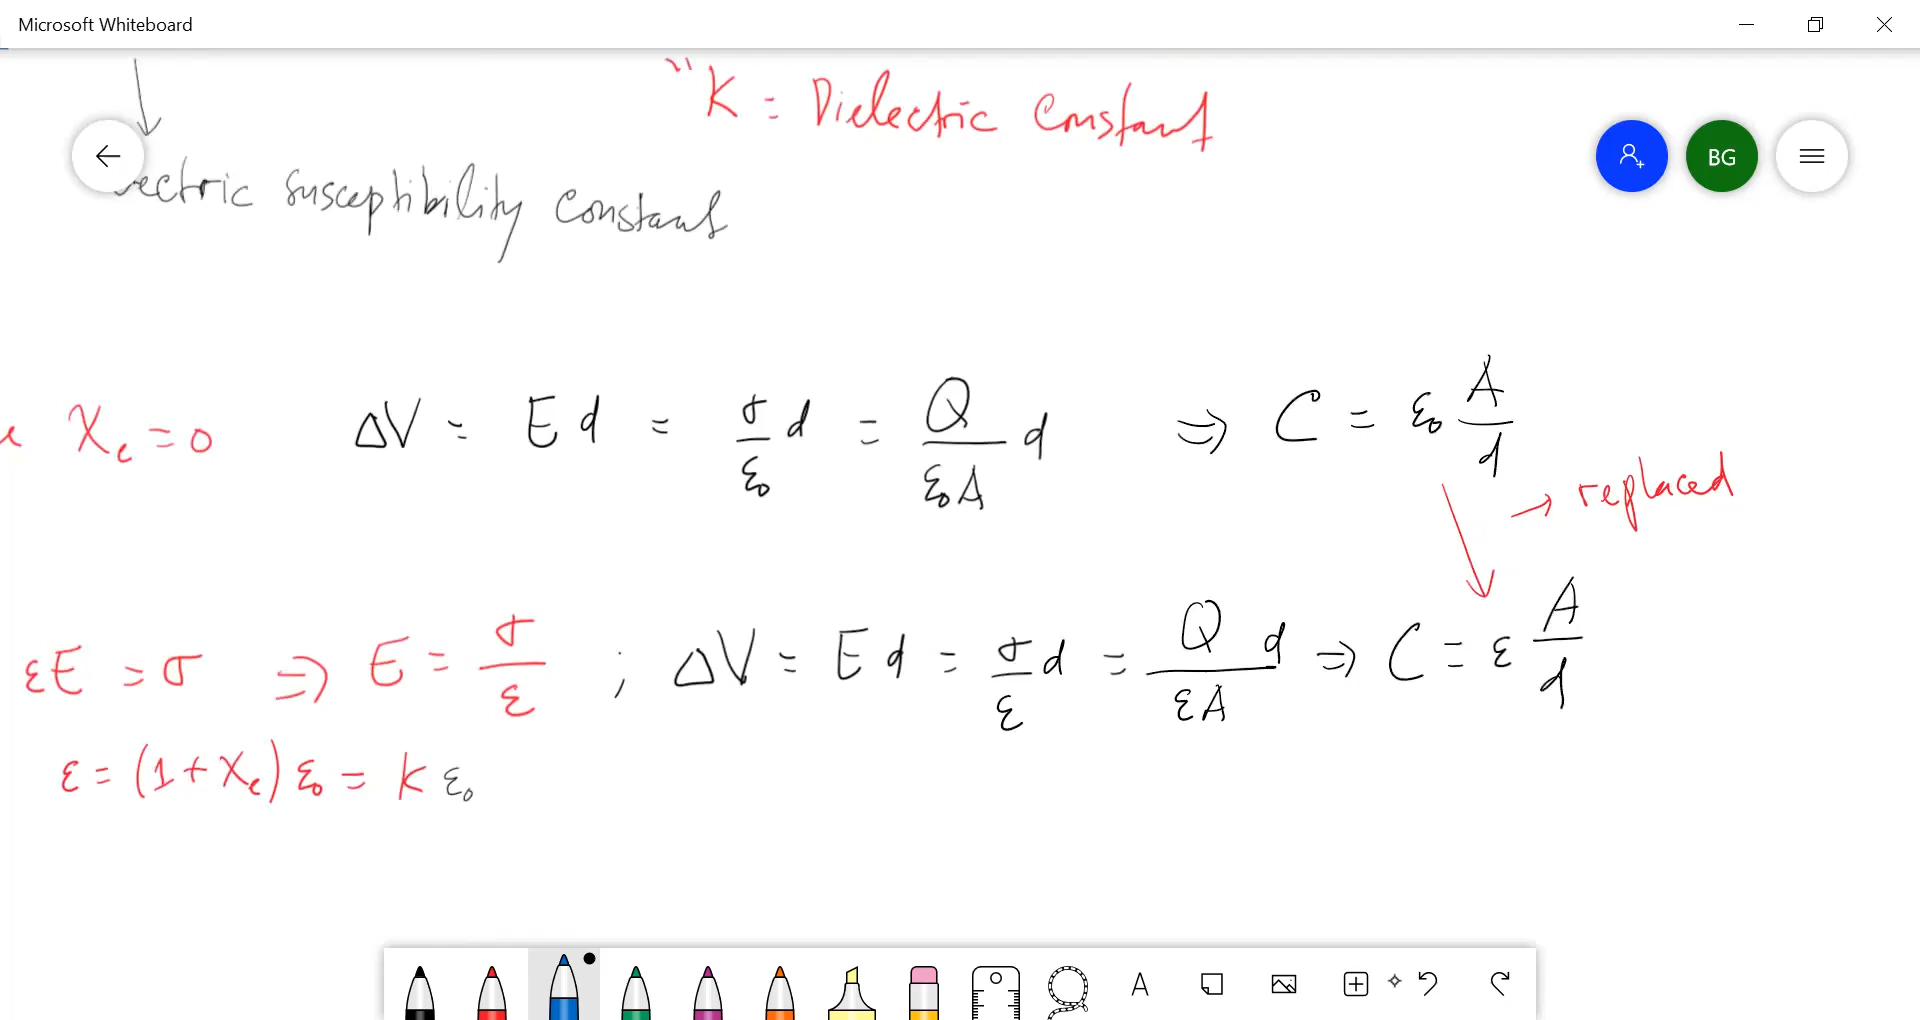 Microsoft Whiteboard
"K = Dielectric Constant
BG
ectric susceptibility constant
χe = 0 ΔV = Ed = σ/ε₀ d = Q/ε₀A d ⇒ C = ε₀ A/d
→ replaced
εE = σ ⇒ E = σ/ε ; ΔV = Ed = σ/ε d = Q d/εA ⇒ C = ε A/d
ε = (1 + χe) ε₀ = K ε₀